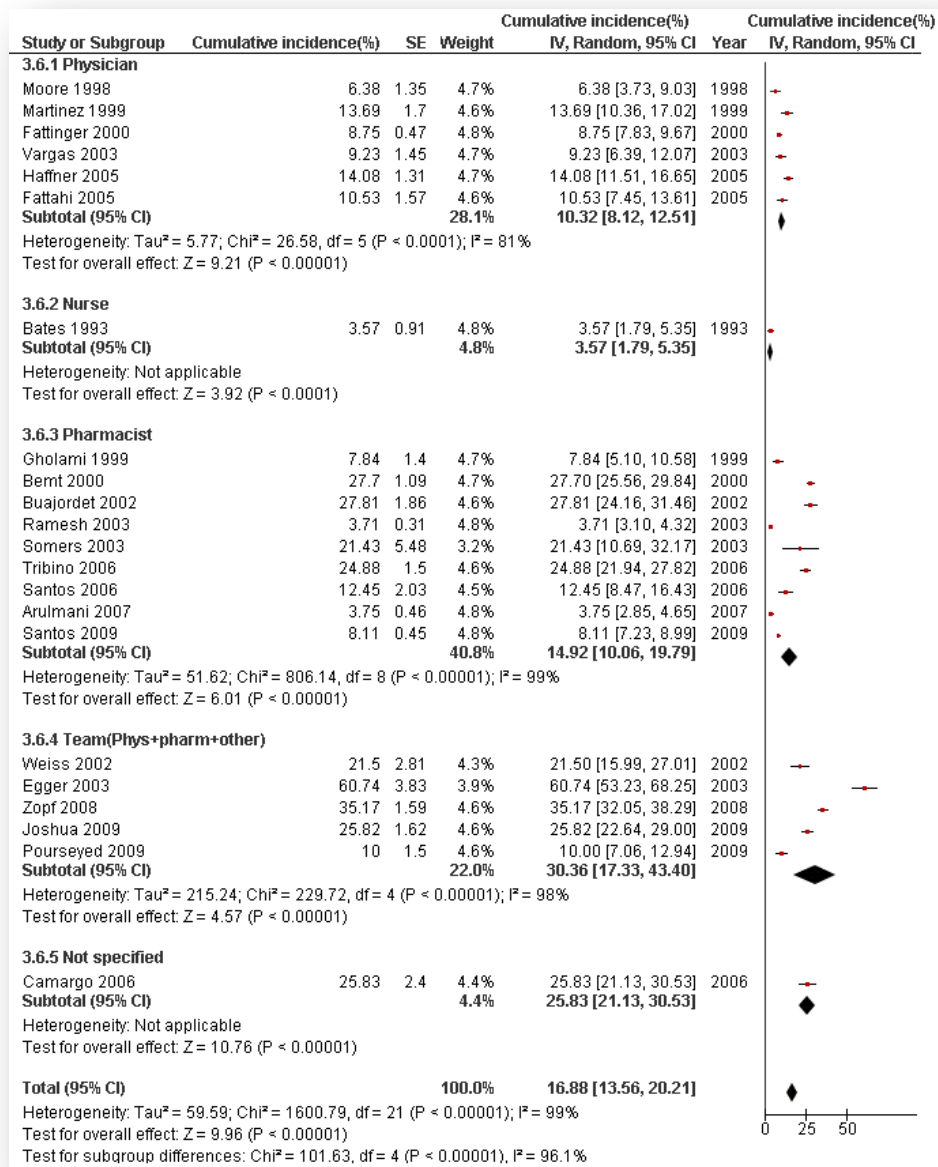 Cumulative incidence(%) Cumulative incidence(%)
Study or Subgroup Cumulative incidence(%) SE Weight IV, Random, 95% CI Year IV, Random, 95% CI
3.6.1 Physician
Moore 1998 6.38 1.35 4.7% 6.38 [3.73, 9.03] 1998
Martinez 1999 13.69 1.7 4.6% 13.69 [10.36, 17.02] 1999
Fattinger 2000 8.75 0.47 4.8% 8.75 [7.83, 9.67] 2000
Vargas 2003 9.23 1.45 4.7% 9.23 [6.39, 12.07] 2003
Haffner 2005 14.08 1.31 4.7% 14.08 [11.51, 16.65] 2005
Fattahi 2005 10.53 1.57 4.6% 10.53 [7.45, 13.61] 2005
Subtotal (95% CI) 28.1% 10.32 [8.12, 12.51]
Heterogeneity: Tau² = 5.77; Chi² = 26.58, df = 5 (P < 0.0001); I² = 81%
Test for overall effect: Z = 9.21 (P < 0.00001)
3.6.2 Nurse
Bates 1993 3.57 0.91 4.8% 3.57 [1.79, 5.35] 1993
Subtotal (95% CI) 4.8% 3.57 [1.79, 5.35]
Heterogeneity: Not applicable
Test for overall effect: Z = 3.92 (P < 0.0001)
3.6.3 Pharmacist
Gholami 1999 7.84 1.4 4.7% 7.84 [5.10, 10.58] 1999
Bernt 2000 27.7 1.09 4.7% 27.70 [25.56, 29.84] 2000
Buajordet 2002 27.81 1.86 4.6% 27.81 [24.16, 31.46] 2002
Ramesh 2003 3.71 0.31 4.8% 3.71 [3.10, 4.32] 2003
Somers 2003 21.43 5.48 3.2% 21.43 [10.69, 32.17] 2003
Tribino 2006 24.88 1.5 4.6% 24.88 [21.94, 27.82] 2006
Santos 2006 12.45 2.03 4.5% 12.45 [8.47, 16.43] 2006
Arulmani 2007 3.75 0.46 4.8% 3.75 [2.85, 4.65] 2007
Santos 2009 8.11 0.45 4.8% 8.11 [7.23, 8.99] 2009
Subtotal (95% CI) 40.8% 14.92 [10.06, 19.79]
Heterogeneity: Tau² = 51.62; Chi² = 806.14, df = 8 (P < 0.00001); I² = 99%
Test for overall effect: Z = 6.01 (P < 0.00001)
3.6.4 Team(Phys+pharm+other)
Weiss 2002 21.5 2.81 4.3% 21.50 [15.99, 27.01] 2002
Egger 2003 60.74 3.83 3.9% 60.74 [53.23, 68.25] 2003
Zopf 2008 35.17 1.59 4.6% 35.17 [32.05, 38.29] 2008
Joshua 2009 25.82 1.62 4.6% 25.82 [22.64, 29.00] 2009
Pourseyed 2009 10 1.5 4.6% 10.00 [7.06, 12.94] 2009
Subtotal (95% CI) 22.0% 30.36 [17.33, 43.40]
Heterogeneity: Tau² = 215.24; Chi² = 229.72, df = 4 (P < 0.00001); I² = 98%
Test for overall effect: Z = 4.57 (P < 0.00001)
3.6.5 Not specified
Camargo 2006 25.83 2.4 4.4% 25.83 [21.13, 30.53] 2006
Subtotal (95% CI) 4.4% 25.83 [21.13, 30.53]
Heterogeneity: Not applicable
Test for overall effect: Z = 10.76 (P < 0.00001)
Total (95% CI) 100.0% 16.88 [13.56, 20.21]
Heterogeneity: Tau² = 59.59; Chi² = 1600.79, df = 21 (P < 0.00001); I² = 99%
Test for overall effect: Z = 9.96 (P < 0.00001)
Test for subgroup differences: Chi² = 101.63, df = 4 (P < 0.00001), I² = 96.1%
0 25 50